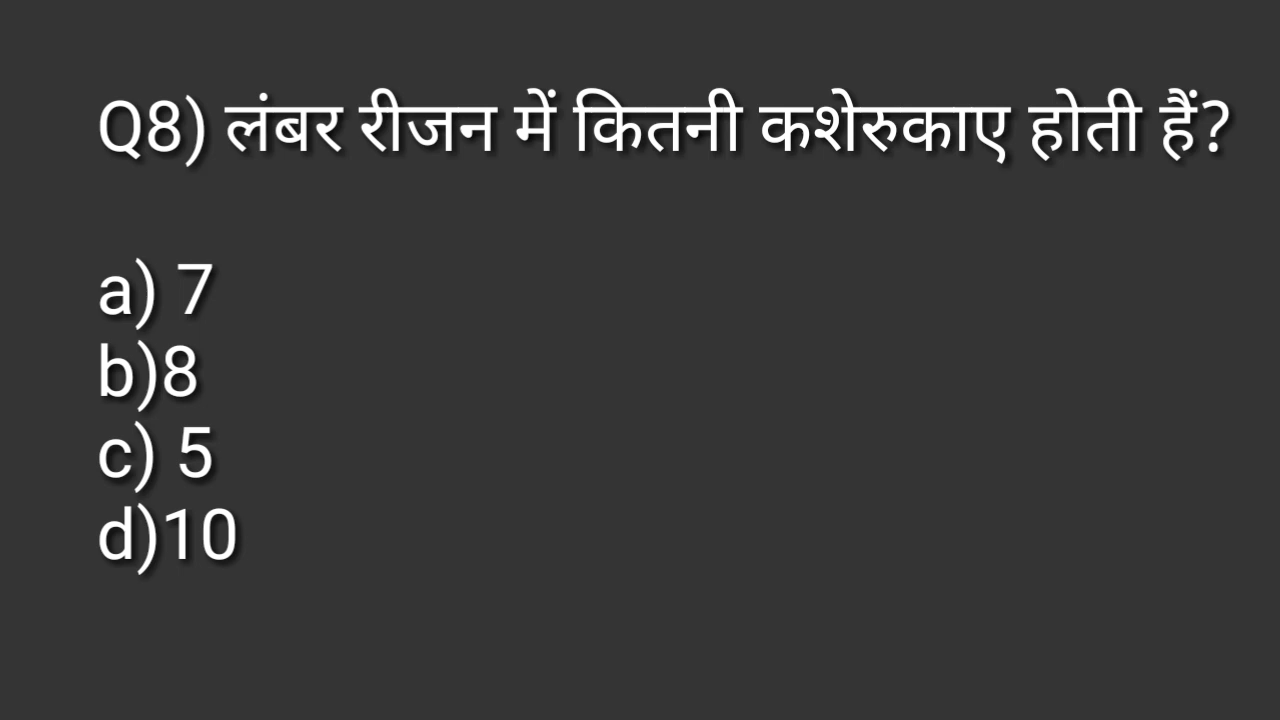 Q8) लंबर रीजन में कितनी कशेरुकाए होती हैं?
a) 7
b)8
c) 5
d)10